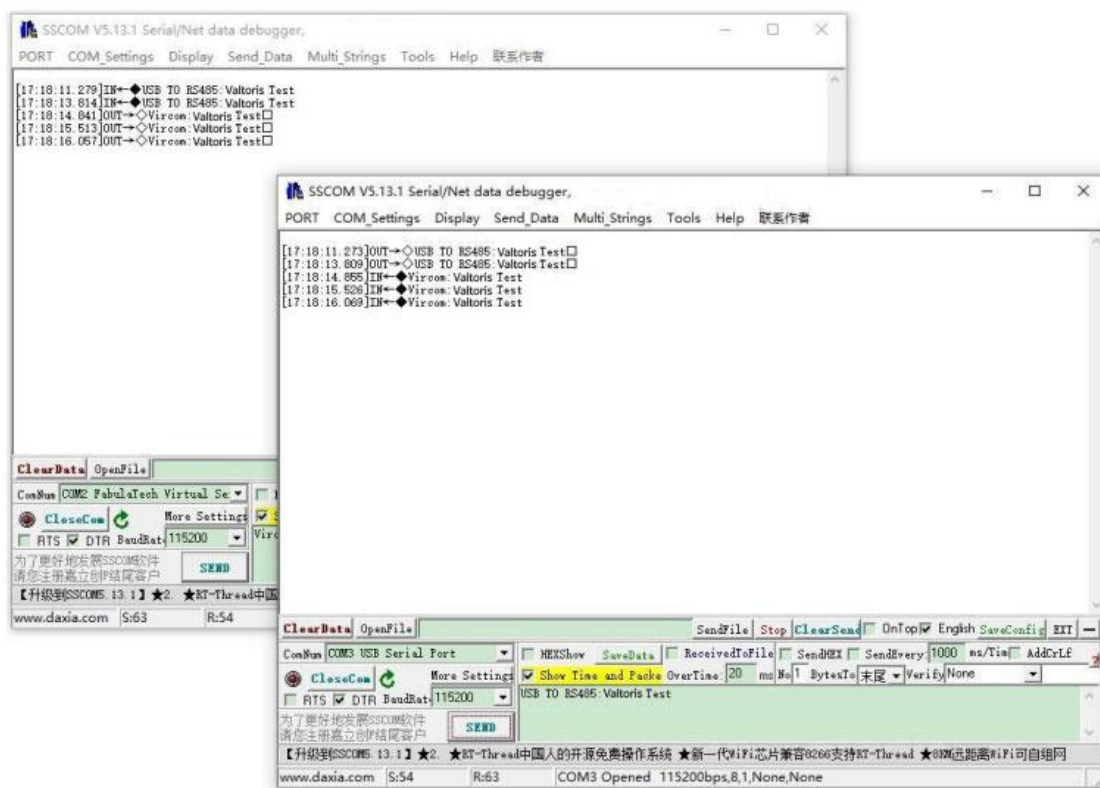 SSCOM V5.13.1 Serial/Net data debugger,
PORT COM_Settings Display Send_Data Multi_Strings Tools Help 联系作者
[17:18:11.279]IN←◆USB TO RS485:Valtoris Test
[17:18:13.814]IN←◆USB TO RS485:Valtoris Test
[17:18:14.841]OUT→◇Vircom:Valtoris Test□
[17:18:15.513]OUT→◇Vircom:Valtoris Test□
[17:18:16.057]OUT→◇Vircom:Valtoris Test□
ClearData OpenFile
ComNum COM2 FabulaTech Virtual Se
CloseCom More Settings
RTS DTR BaudRat 115200
为了更好地发展SSCOM软件
请您注册嘉立创F结尾客户
SEND
【升级到SSCOM5.13.1】★2. ★RT-Thread中国
www.daxia.com S:63 R:54
SSCOM V5.13.1 Serial/Net data debugger,
PORT COM_Settings Display Send_Data Multi_Strings Tools Help 联系作者
[17:18:11.273]OUT→◇USB TO RS485:Valtoris Test□
[17:18:13.809]OUT→◇USB TO RS485:Valtoris Test□
[17:18:14.855]IN←◆Vircom:Valtoris Test
[17:18:15.526]IN←◆Vircom:Valtoris Test
[17:18:16.069]IN←◆Vircom:Valtoris Test
ClearData OpenFile SendFile Stop ClearSend OnTop English SaveConfig EXT —
ComNum COM3 USB Serial Port HEXShow SaveData ReceivedToFile SendHEX SendEvery: 1000 ms/Tim AddCrLf
CloseCom More Settings Show Time and Packe OverTime: 20 ms No 1 BytesTo 末尾 Verify None
RTS DTR BaudRat 115200 USB TO RS485:Valtoris Test
为了更好地发展SSCOM软件
请您注册嘉立创F结尾客户
SEND
【升级到SSCOM5.13.1】★2. ★RT-Thread中国人的开源免费操作系统 ★新一代WiFi芯片兼容8266支持RT-Thread ★8KM远距离WiFi可自组网
www.daxia.com S:54 R:63 COM3 Opened 115200bps,8,1,None,None